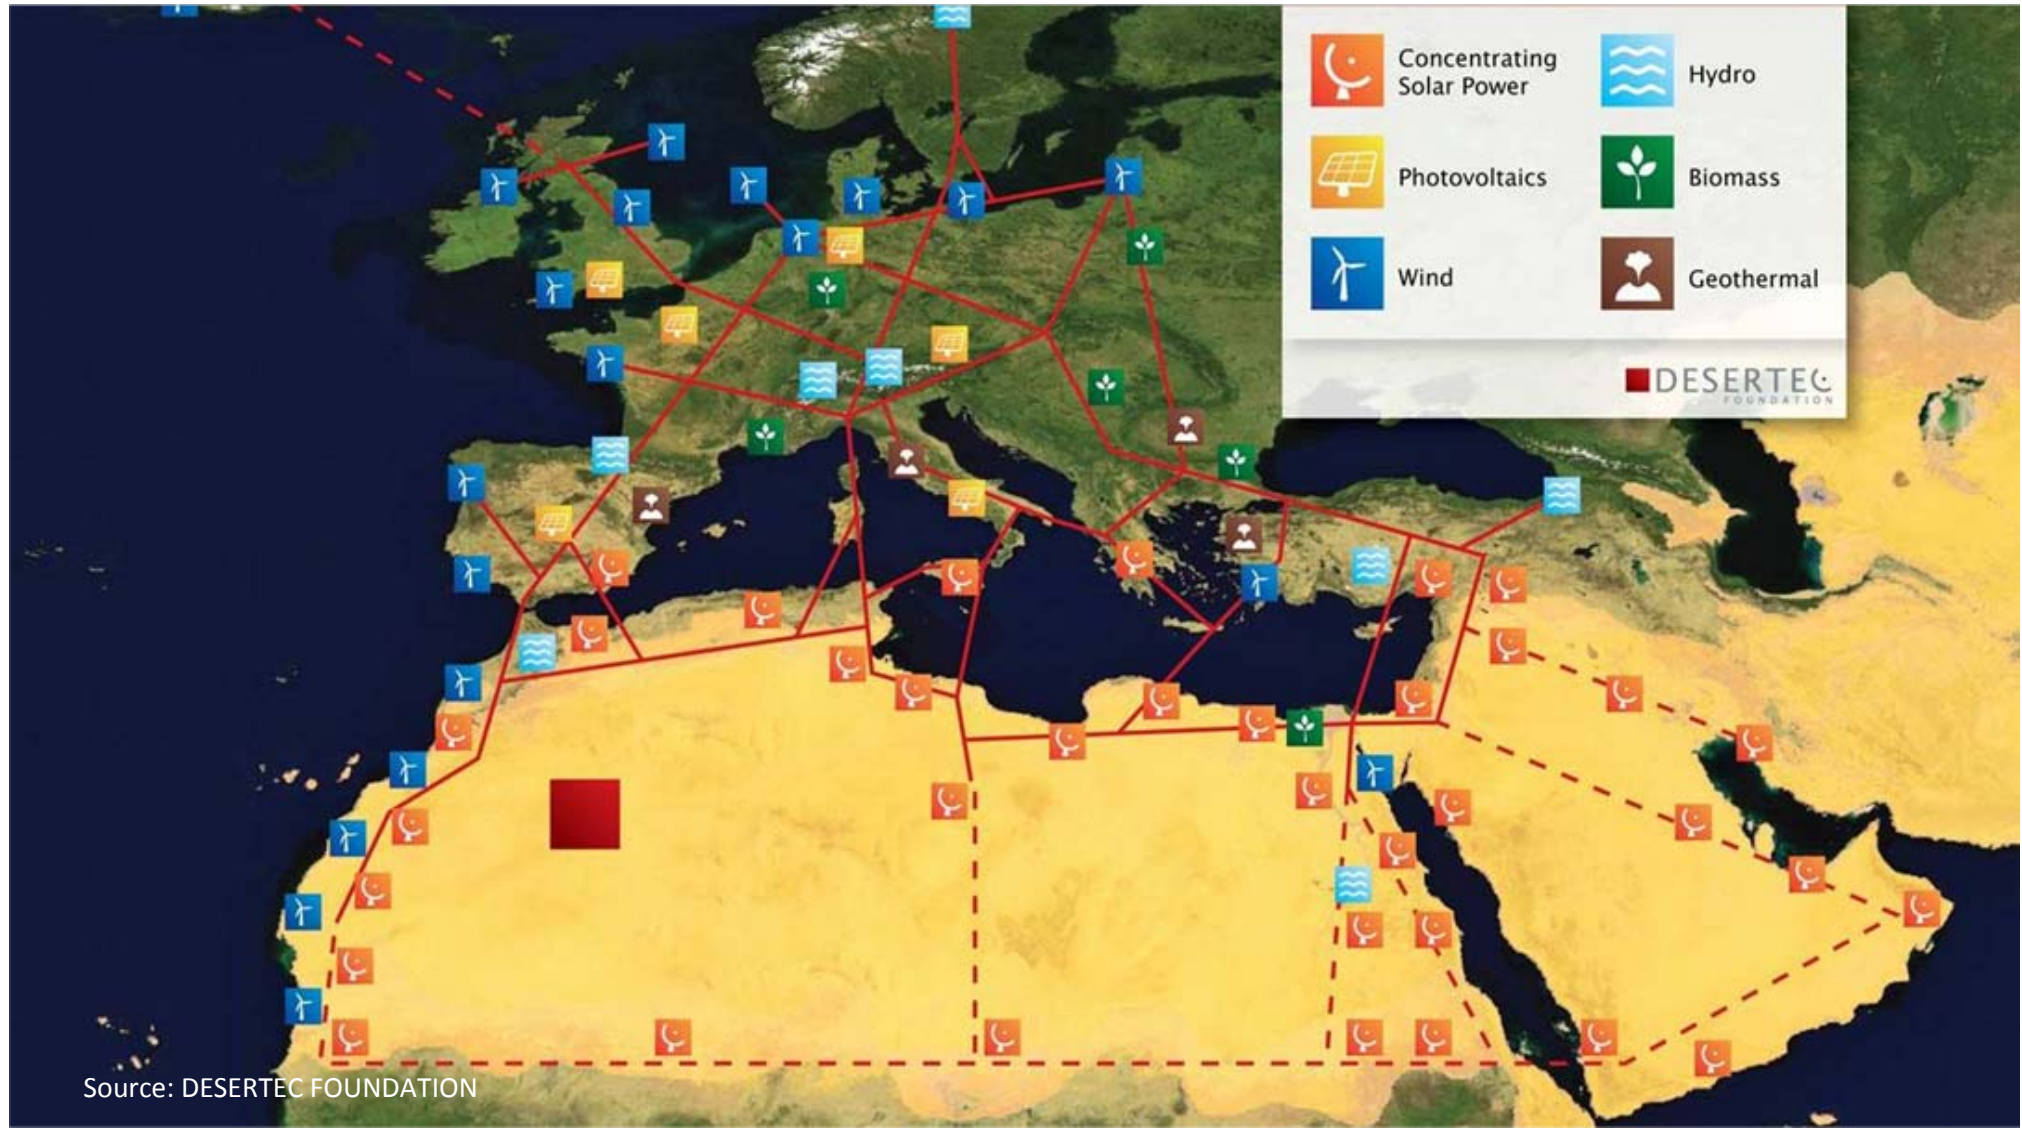 Concentrating
Solar Power
Hydro
Photovoltaics
Biomass
Wind
Geothermal
DESERTEC
FOUNDATION
Source: DESERTEC FOUNDATION